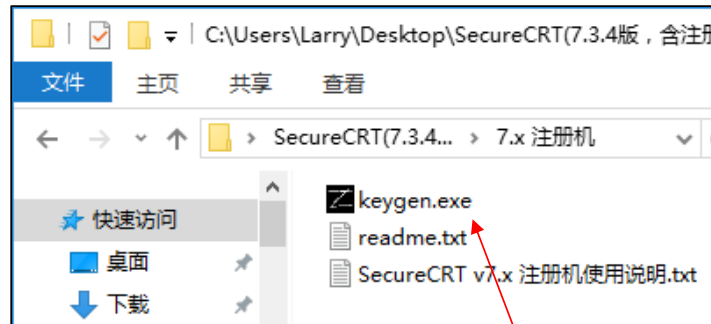 C:\Users\Larry\Desktop\SecureCRT(7.3.4版，含注册
文件 主页 共享 查看
SecureCRT(7.3.4... > 7.x 注册机
快速访问
桌面
下载
keygen.exe
readme.txt
SecureCRT v7.x 注册机使用说明.txt